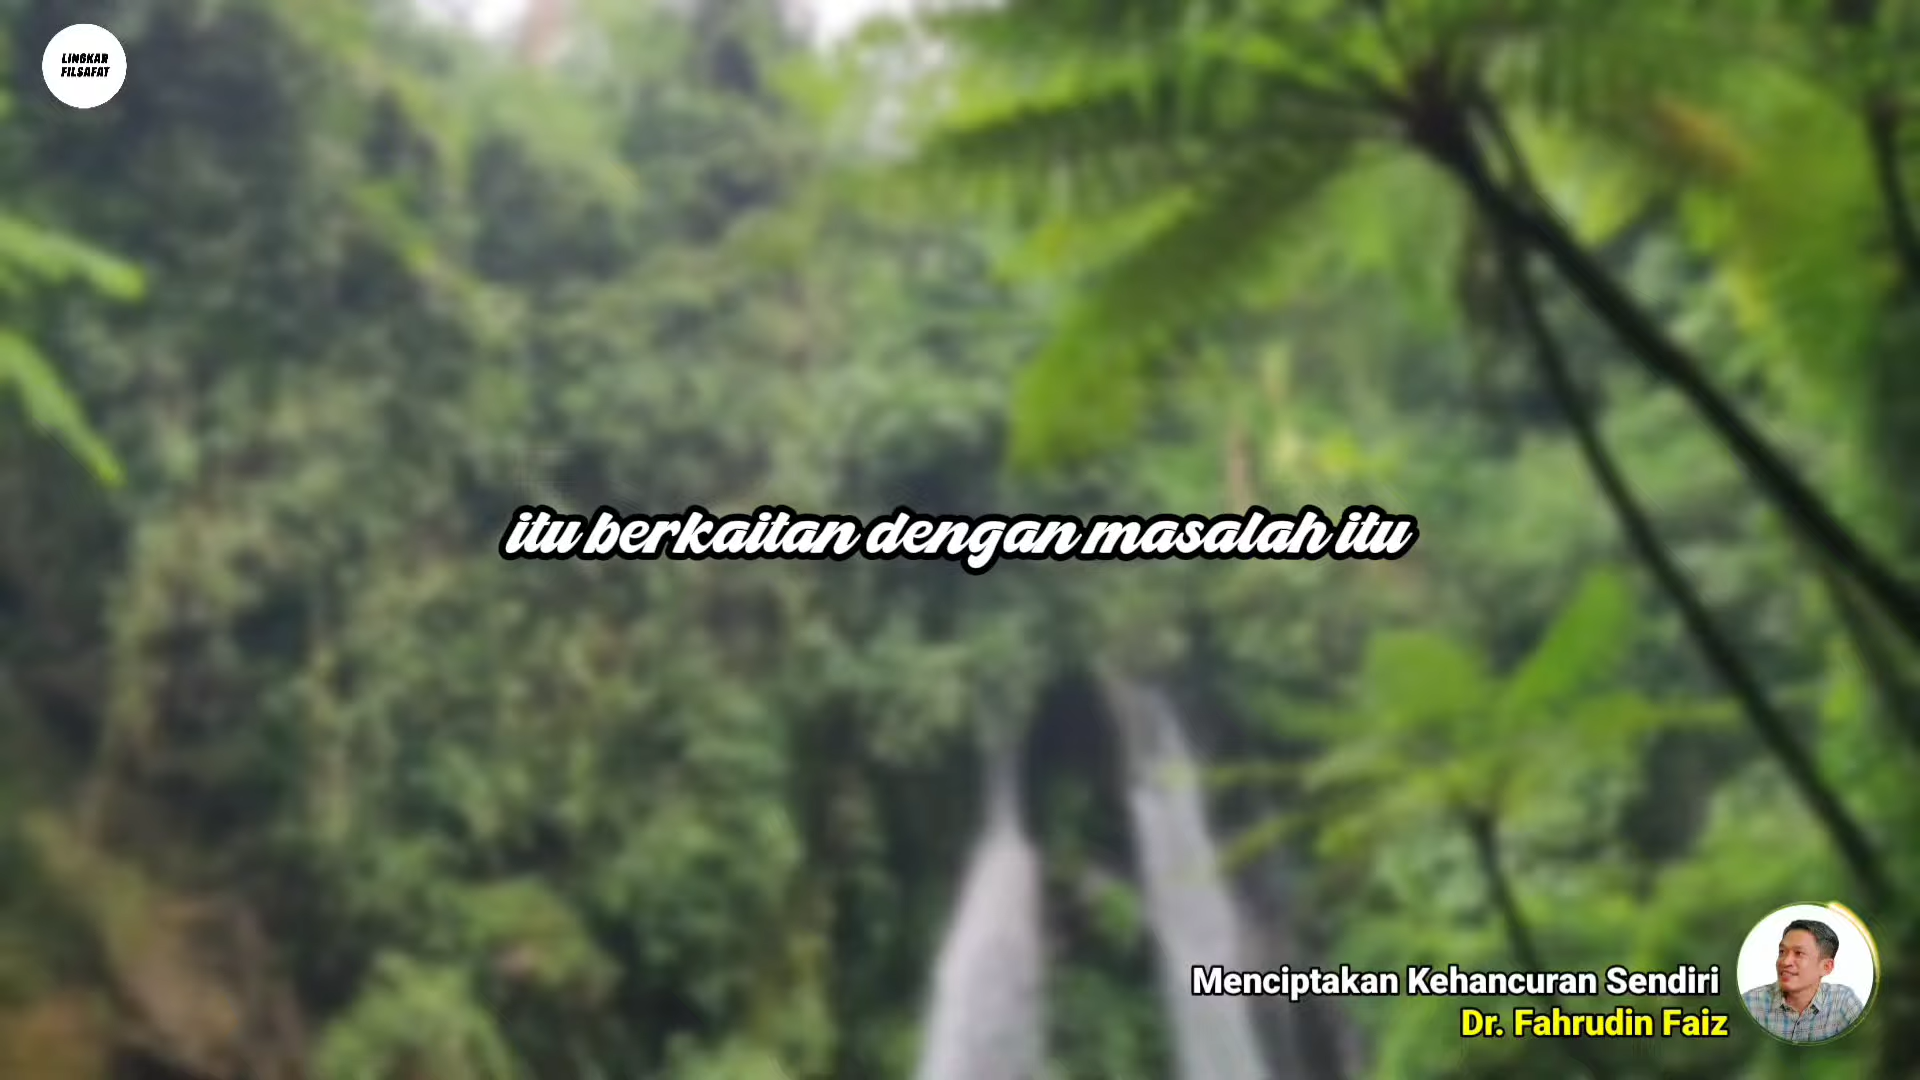 LINGKAR
FILSAFAT
itu berkaitan dengan masalah itu
Menciptakan Kehancuran Sendiri
Dr. Fahrudin Faiz